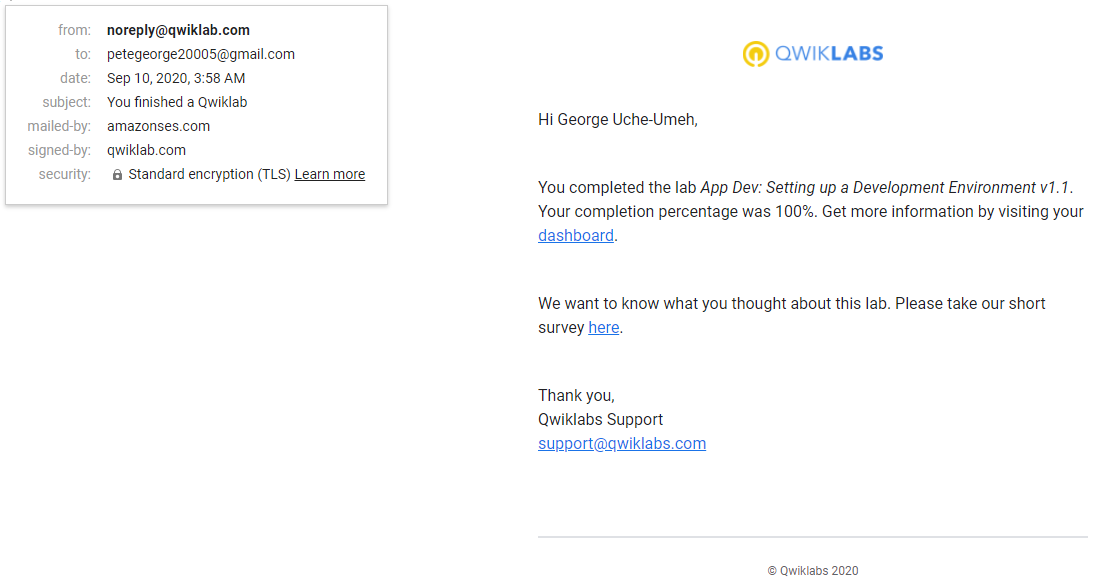 from: noreply@qwiklab.com
to: petegeorge20005@gmail.com
date: Sep 10, 2020, 3:58 AM
subject: You finished a Qwiklab
mailed-by: amazonses.com
signed-by: qwiklab.com
security: Standard encryption (TLS) Learn more
QWIKLABS
Hi George Uche-Umeh,
You completed the lab App Dev: Setting up a Development Environment v1.1.
Your completion percentage was 100%. Get more information by visiting your
dashboard.
We want to know what you thought about this lab. Please take our short
survey here.
Thank you,
Qwiklabs Support
support@qwiklabs.com
© Qwiklabs 2020